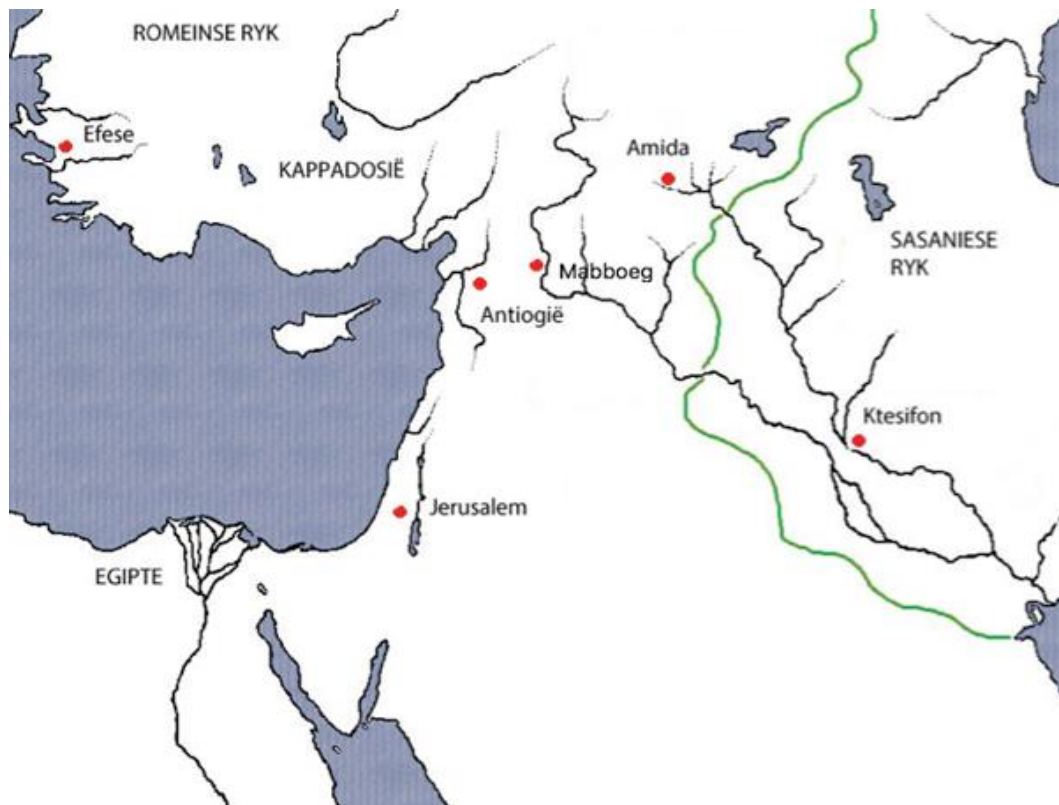 ROMEINSE RYK
Efese
Amida
KAPPADOSIË
SASANIESE
RYK
Mabboeg
Antiogië
Ktesifon
Jerusalem
EGIPTE